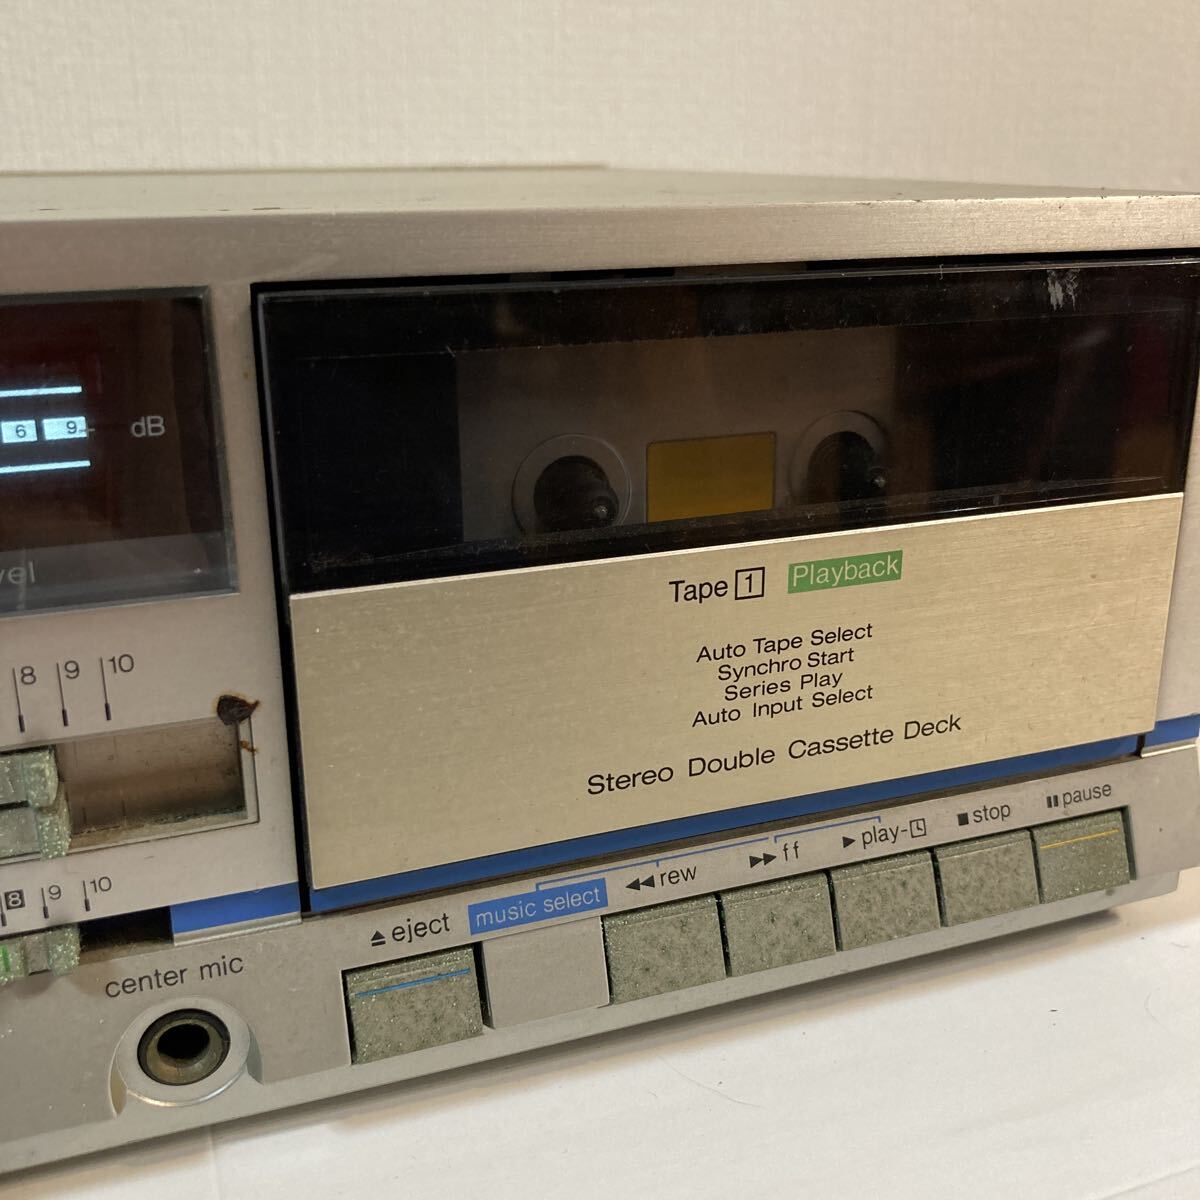 6 9 dB
8 9 10
8 9 10
center mic
Tape 1 Playback
Auto Tape Select
Synchro Start
Series Play
Auto Input Select
Stereo Double Cassette Deck
⏏ eject music select ◀◀ rew ▶▶ ff ▶ play- ■ stop ⏸ pause